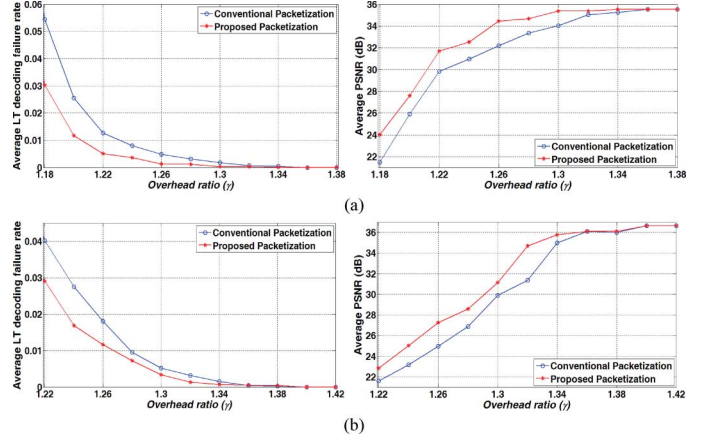 0.06
0.05
0.04
0.03
0.02
0.01
0
Average LT decoding failure rate
Conventional Packetization
Proposed Packetization
1.18 1.22 1.26 1.3 1.34 1.38
Overhead ratio (γ)
36
34
32
30
28
26
24
22
Average PSNR (dB)
Conventional Packetization
Proposed Packetization
1.18 1.22 1.26 1.3 1.34 1.38
Overhead ratio (γ)
(a)
0.04
0.03
0.02
0.01
0
Average LT decoding failure rate
Conventional Packetization
Proposed Packetization
1.22 1.26 1.3 1.34 1.38 1.42
Overhead ratio (γ)
36
34
32
30
28
26
24
22
Average PSNR (dB)
Conventional Packetization
Proposed Packetization
1.22 1.26 1.3 1.34 1.38 1.42
Overhead ratio (γ)
(b)